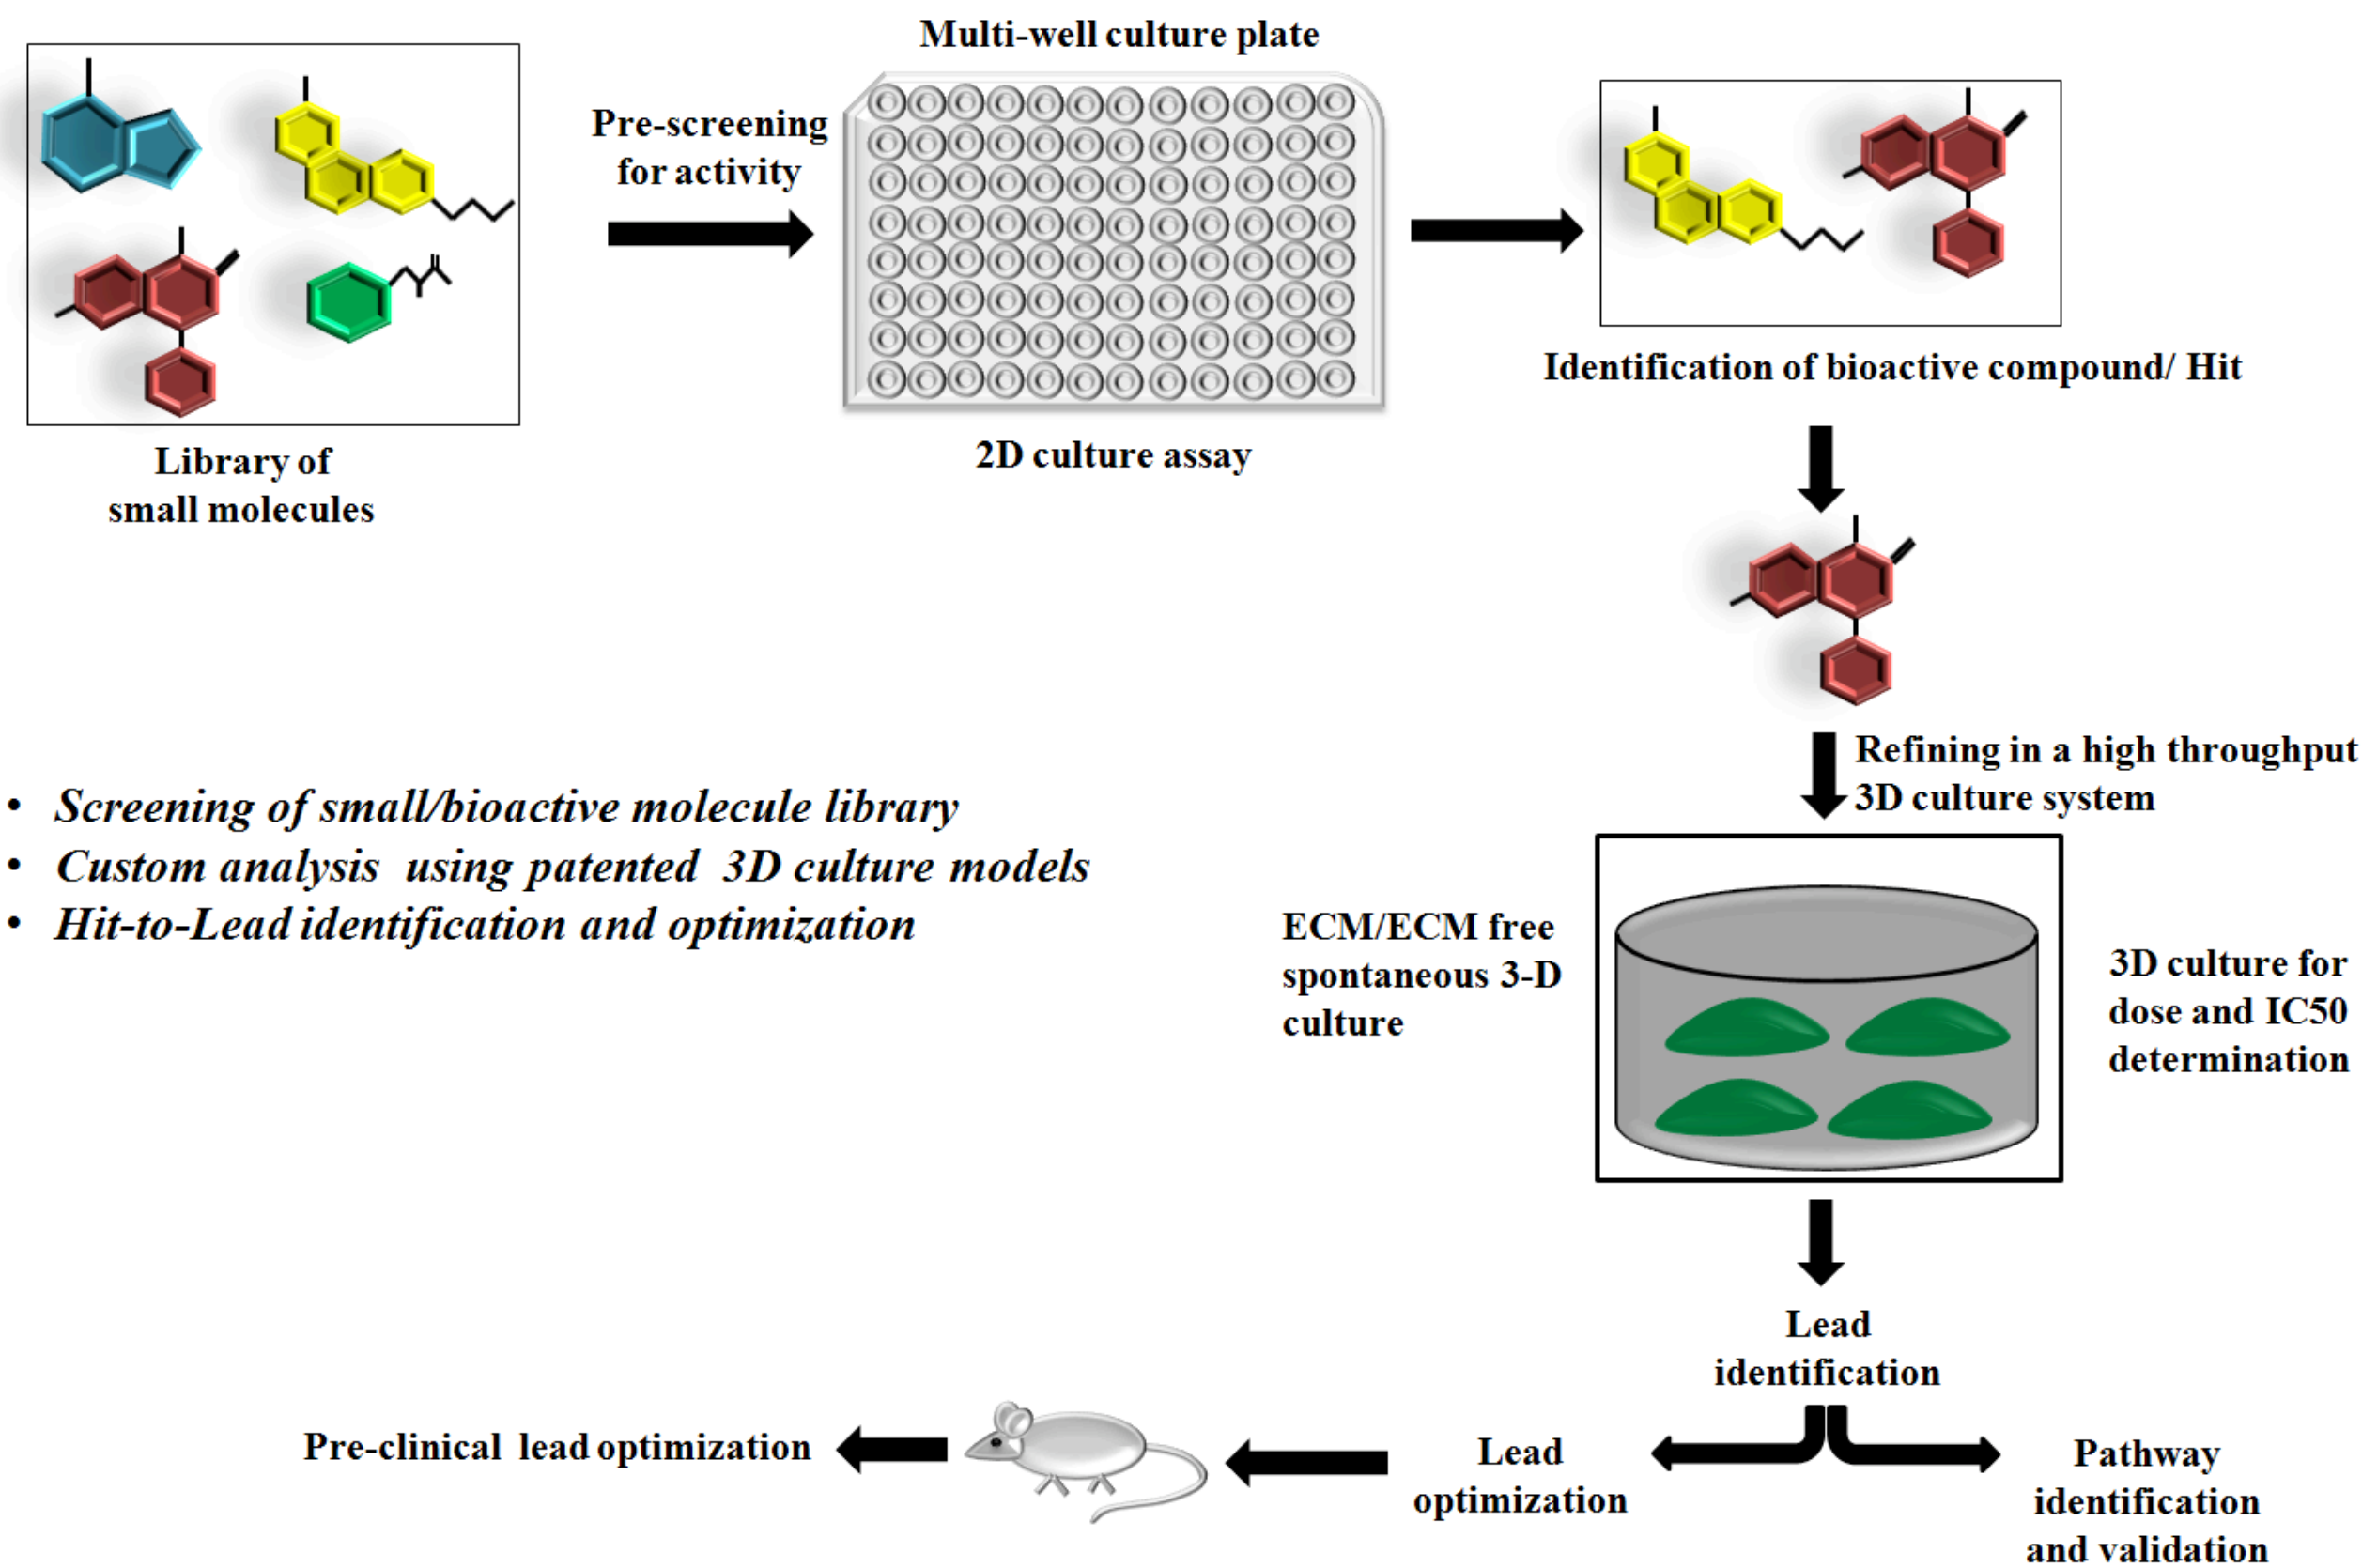 Multi-well culture plate
Pre-screening
for activity
2D culture assay
Library of
small molecules
Identification of bioactive compound/ Hit
Refining in a high throughput
3D culture system
• Screening of small/bioactive molecule library
• Custom analysis using patented 3D culture models
• Hit-to-Lead identification and optimization
ECM/ECM free
spontaneous 3-D
culture
3D culture for
dose and IC50
determination
Lead
identification
Pathway
identification
and validation
Lead
optimization
Pre-clinical lead optimization